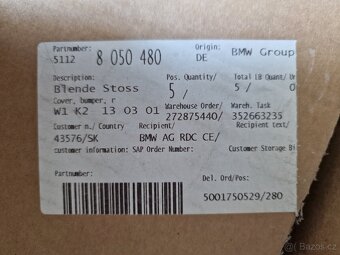 Partnumber: Origin:
5112 8 050 480 DE BMW Group
Description: Pos. Quantity/ Total LB Quant/ Un
Blende Stoss 5 / 5 / 0
Cover, bumper, r Warehouse Order/ Wareh. Task
W1 K2 13 03 01 272875440/ 352663235
Customer n./ Country Recipient/ Recipient text/
43576/SK BMW AG RDC CE/
customer information: SAP Order Number: Customer Storage Bi
Partnumber: Del. Ord/Pos:
5001750529/280
Bazoš.cz